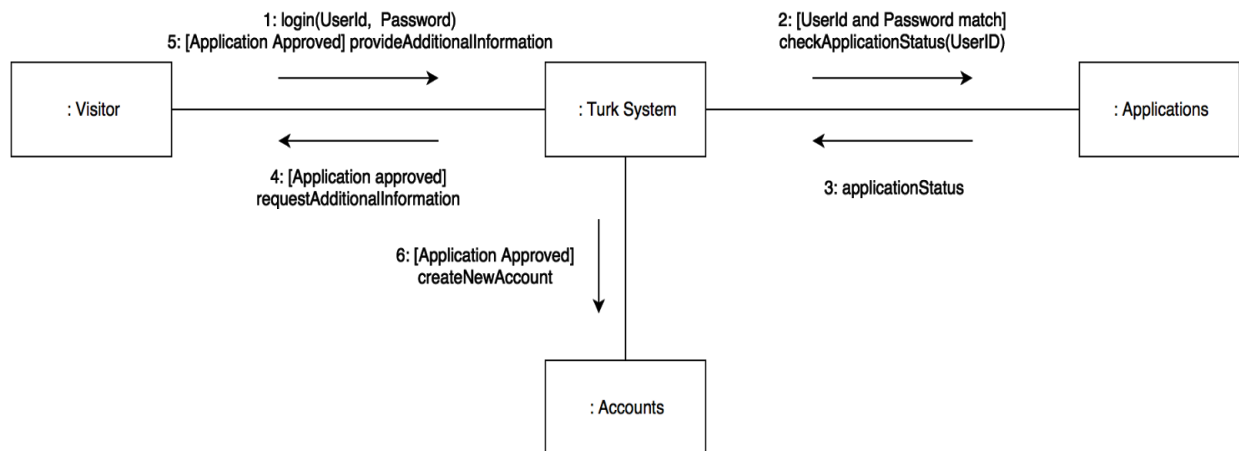 1: login(UserId,  Password)
5: [Application Approved] provideAdditionalInformation
2: [UserId and Password match]
checkApplicationStatus(UserID)
: Visitor
: Turk System
: Applications
4: [Application approved]
requestAdditionalInformation
3: applicationStatus
6: [Application Approved]
createNewAccount
: Accounts